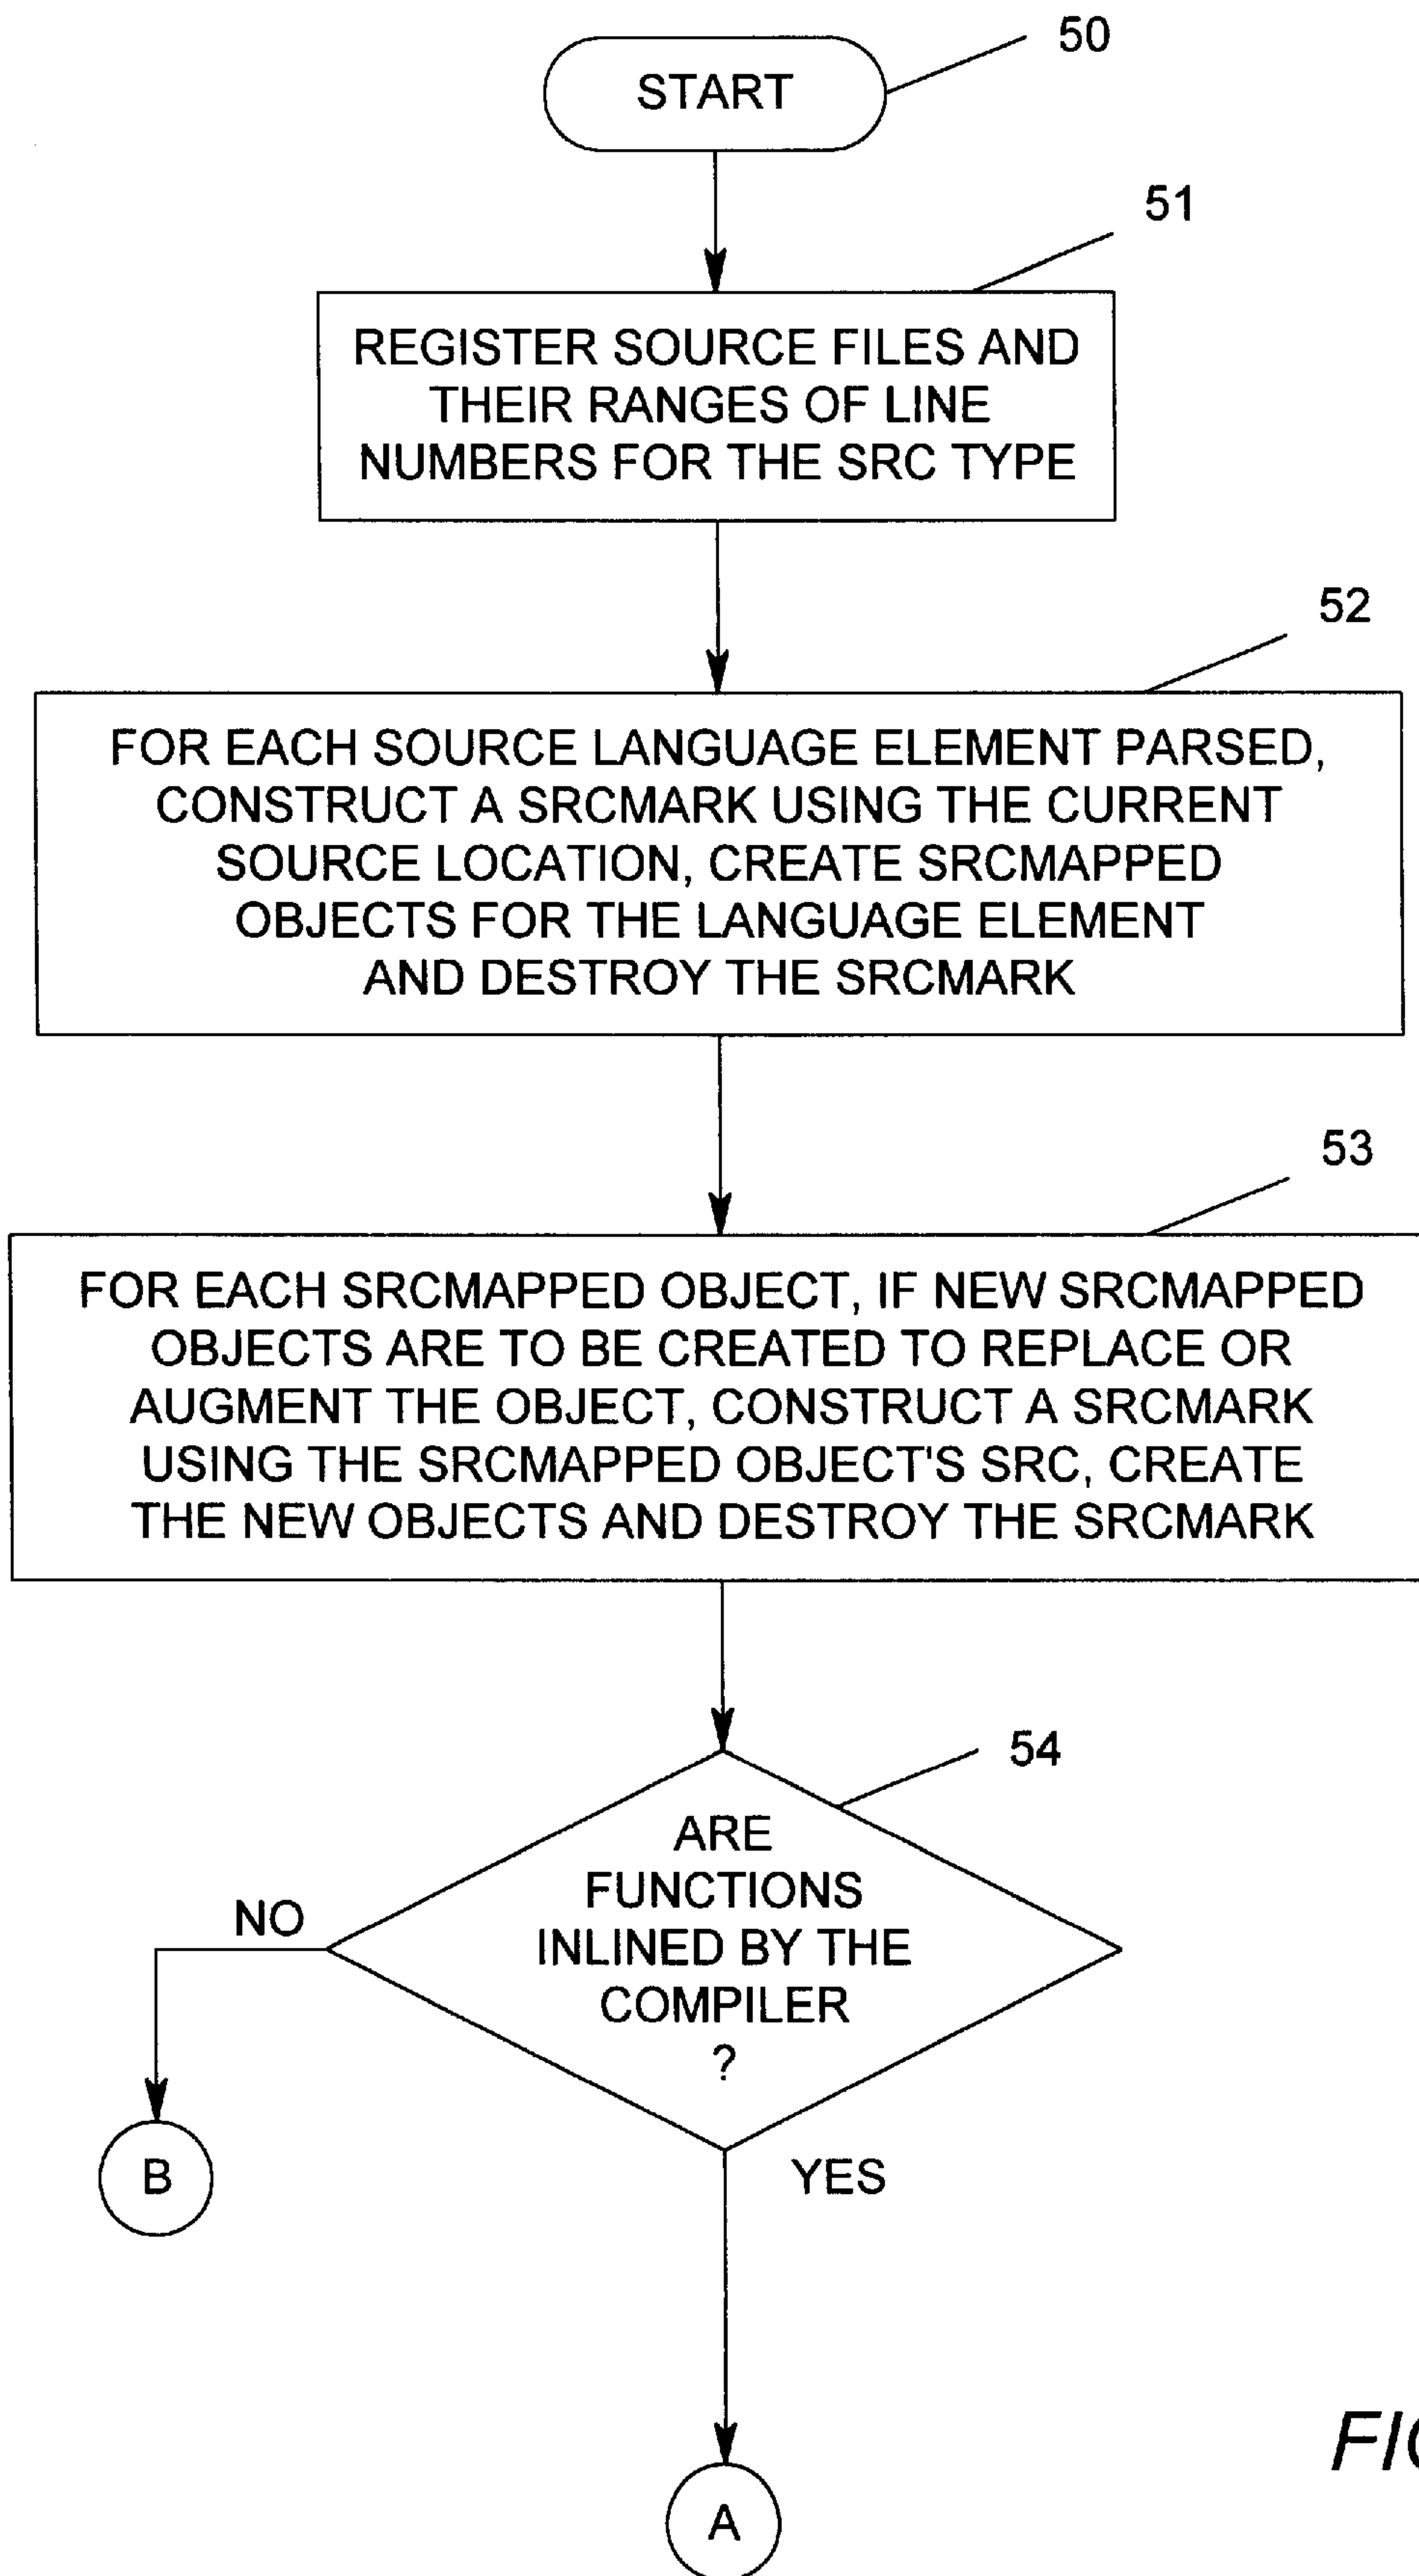 50
START
51
REGISTER SOURCE FILES AND
THEIR RANGES OF LINE
NUMBERS FOR THE SRC TYPE
52
FOR EACH SOURCE LANGUAGE ELEMENT PARSED,
CONSTRUCT A SRCMARK USING THE CURRENT
SOURCE LOCATION, CREATE SRCMAPPED
OBJECTS FOR THE LANGUAGE ELEMENT
AND DESTROY THE SRCMARK
53
FOR EACH SRCMAPPED OBJECT, IF NEW SRCMAPPED
OBJECTS ARE TO BE CREATED TO REPLACE OR
AUGMENT THE OBJECT, CONSTRUCT A SRCMARK
USING THE SRCMAPPED OBJECT'S SRC, CREATE
THE NEW OBJECTS AND DESTROY THE SRCMARK
54
ARE
FUNCTIONS
INLINED BY THE
COMPILER
?
NO
B
YES
A